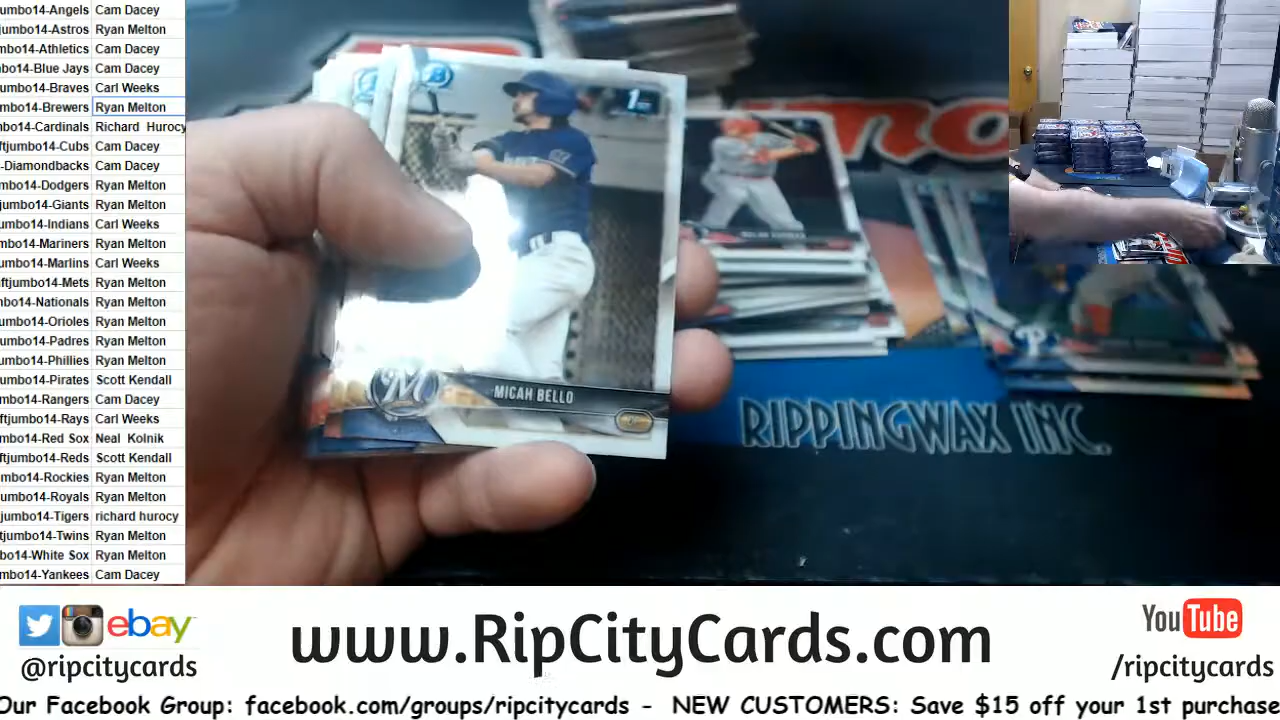 umbo14-Angels Cam Dacey
jumbo14-Astros Ryan Melton
mbo14-Athletics Cam Dacey
bo14-Blue Jays Cam Dacey
umbo14-Braves Carl Weeks
mbo14-Brewers Ryan Melton
nbo14-Cardinals Richard Hurocy
ftjumbo14-Cubs Cam Dacey
-Diamondbacks Cam Dacey
mbo14-Dodgers Ryan Melton
umbo14-Giants Ryan Melton
umbo14-Indians Carl Weeks
mbo14-Mariners Ryan Melton
umbo14-Marlins Carl Weeks
ftjumbo14-Mets Ryan Melton
nbo14-Nationals Ryan Melton
umbo14-Orioles Ryan Melton
umbo14-Padres Ryan Melton
umbo14-Phillies Ryan Melton
umbo14-Pirates Scott Kendall
mbo14-Rangers Cam Dacey
ftjumbo14-Rays Carl Weeks
mbo14-Red Sox Neal Kolnik
ftjumbo14-Reds Scott Kendall
mbo14-Rockies Ryan Melton
umbo14-Royals Ryan Melton
jumbo14-Tigers richard hurocy
tjumbo14-Twins Ryan Melton
bo14-White Sox Ryan Melton
mbo14-Yankees Cam Dacey
1
M
MICAH BELLO
P
RIPPINGWAX INC.
ebay
@ripcitycards
www.RipCityCards.com
YouTube
/ripcitycards
Our Facebook Group: facebook.com/groups/ripcitycards - NEW CUSTOMERS: Save $15 off your 1st purchase